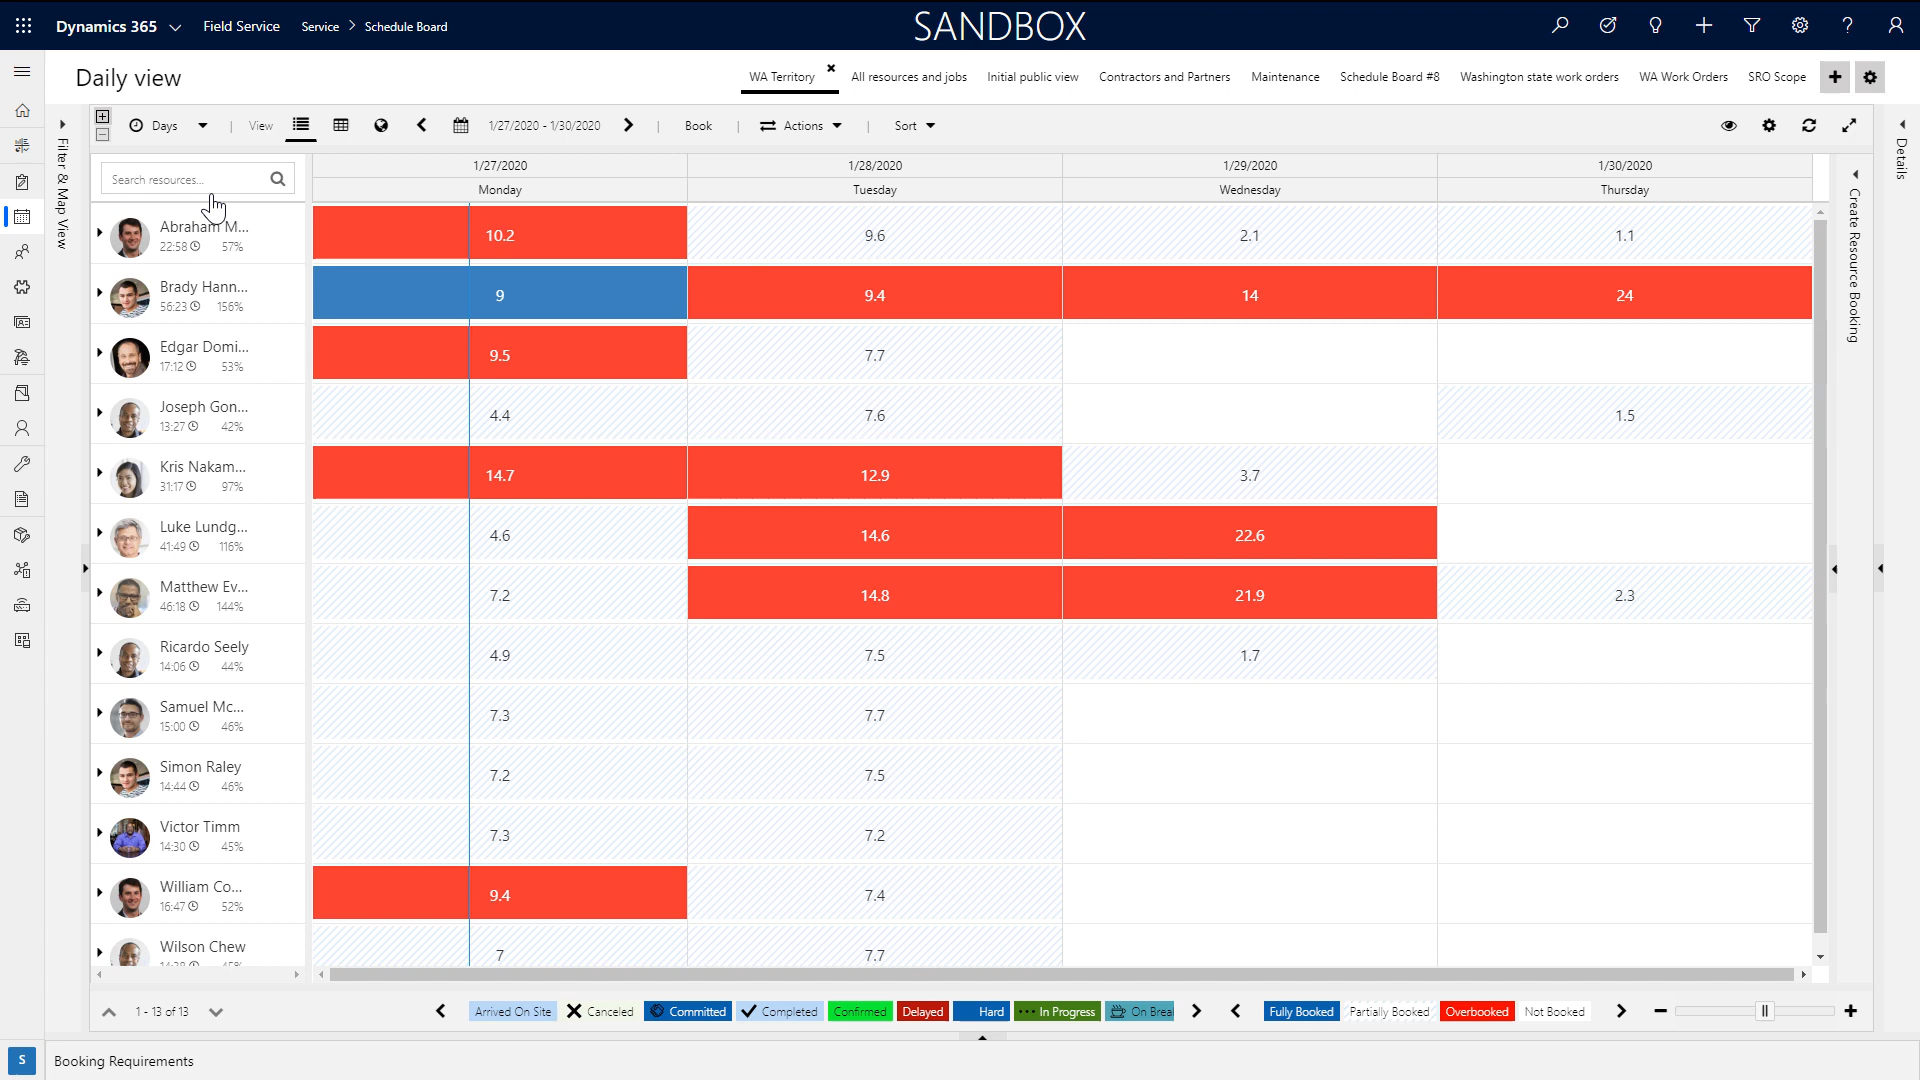 Dynamics 365 Field Service Service > Schedule Board SANDBOX
Daily view
WA Territory All resources and jobs Initial public view Contractors and Partners Maintenance Schedule Board #8 Washington state work orders WA Work Orders SRO Scope
Days View 1/27/2020 - 1/30/2020 Book Actions Sort
Filter & Map View
Details
Create Resource Booking
Search resources...
1/27/2020 1/28/2020 1/29/2020 1/30/2020
Monday Tuesday Wednesday Thursday
Abraham M...
22:58 57%
10.2 9.6 2.1 1.1
Brady Hann...
56:23 156%
9 9.4 14 24
Edgar Domi...
17:12 53%
9.5 7.7
Joseph Gon...
13:27 42%
4.4 7.6 1.5
Kris Nakam...
31:17 97%
14.7 12.9 3.7
Luke Lundg...
41:49 116%
4.6 14.6 22.6
Matthew Ev...
46:18 144%
7.2 14.8 21.9 2.3
Ricardo Seely
14:06 44%
4.9 7.5 1.7
Samuel Mc...
15:00 46%
7.3 7.7
Simon Raley
14:44 46%
7.2 7.5
Victor Timm
14:30 45%
7.3 7.2
William Co...
16:47 52%
9.4 7.4
Wilson Chew
7 7.7
1 - 13 of 13 Arrived On Site Canceled Committed Completed Confirmed Delayed Hard In Progress On Brea Fully Booked Partially Booked Overbooked Not Booked
S Booking Requirements